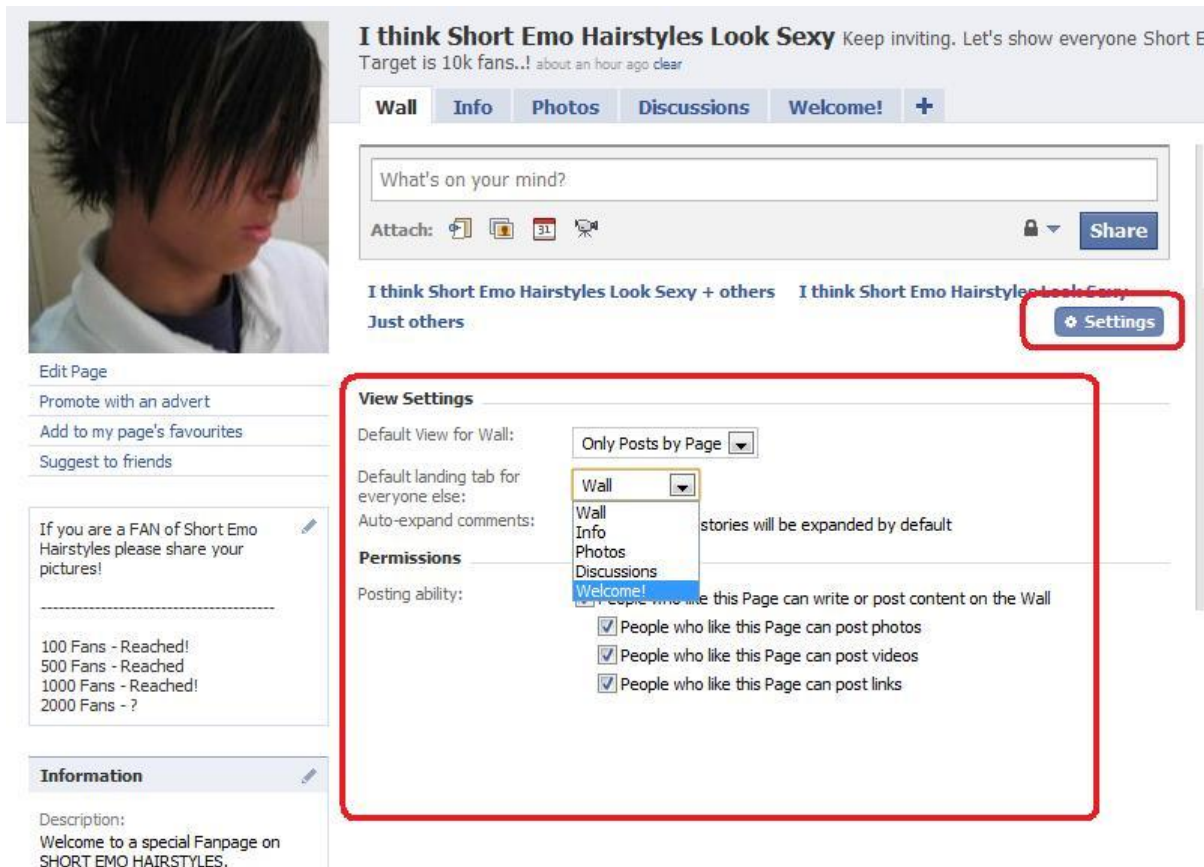 I think Short Emo Hairstyles Look Sexy Keep inviting. Let's show everyone Short E
Target is 10k fans..! about an hour ago clear
Wall Info Photos Discussions Welcome! +
What's on your mind?
Attach: 31 Share
I think Short Emo Hairstyles Look Sexy + others I think Short Emo Hairstyles Look Sexy
Just others Settings
Edit Page
Promote with an advert
Add to my page's favourites
Suggest to friends
If you are a FAN of Short Emo
Hairstyles please share your
pictures!
----------------------------------------
100 Fans - Reached!
500 Fans - Reached
1000 Fans - Reached!
2000 Fans - ?
Information
Description:
Welcome to a special Fanpage on
SHORT EMO HAIRSTYLES.
View Settings
Default View for Wall: Only Posts by Page
Default landing tab for
everyone else: Wall
Wall
Info
Photos
Discussions
Welcome!
Auto-expand comments: stories will be expanded by default
Permissions
Posting ability: People who like this Page can write or post content on the Wall
People who like this Page can post photos
People who like this Page can post videos
People who like this Page can post links